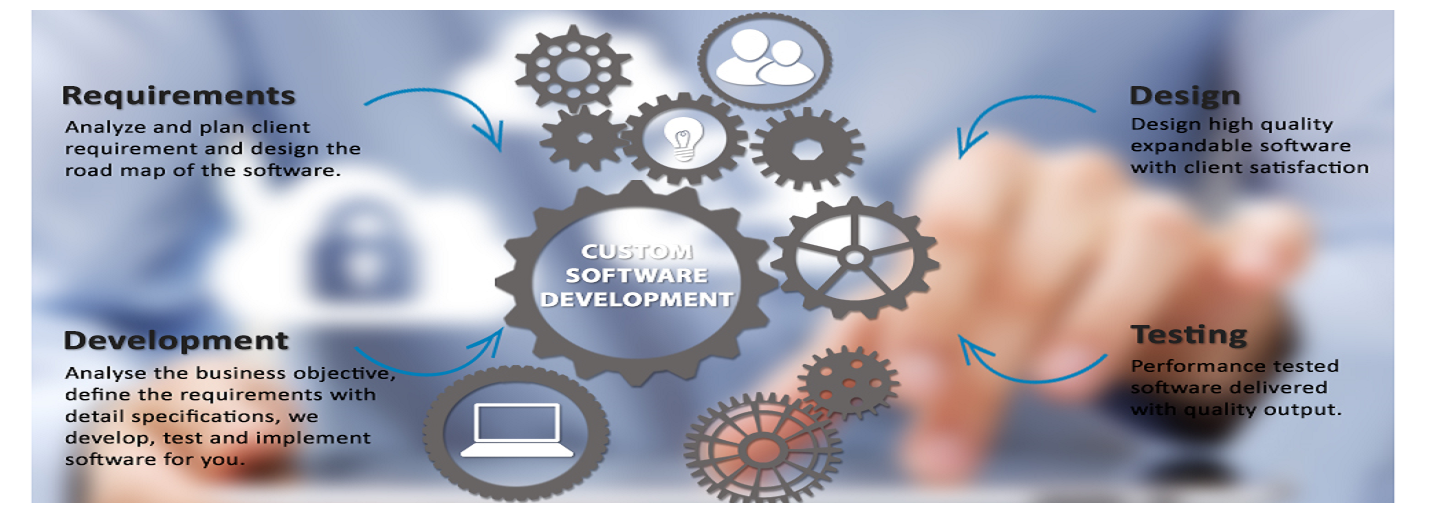 Requirements
Analyze and plan client
requirement and design the
road map of the software.
Design
Design high quality
expandable software
with client satisfaction
CUSTOM
SOFTWARE
DEVELOPMENT
Development
Analyse the business objective,
define the requirements with
detail specifications, we
develop, test and implement
software for you.
Testing
Performance tested
software delivered
with quality output.